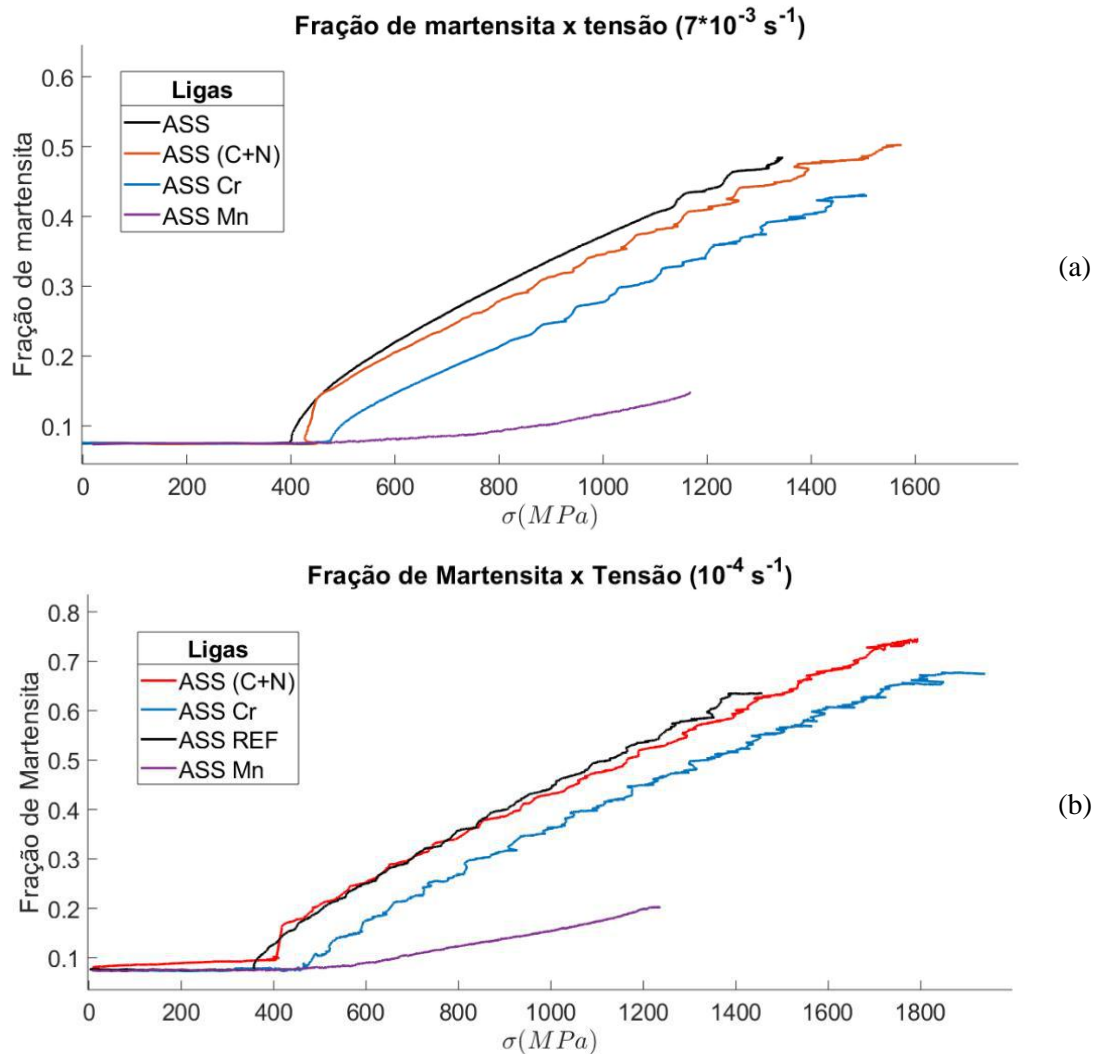 Fração de martensita x tensão (7*10⁻³ s⁻¹)
Fração de martensita
0.6
0.5
0.4
0.3
0.2
0.1
Ligas
ASS
ASS (C+N)
ASS Cr
ASS Mn
0 200 400 600 800 1000 1200 1400 1600
σ(MPa)
(a)
Fração de Martensita x Tensão (10⁻⁴ s⁻¹)
Fração de Martensita
0.8
0.7
0.6
0.5
0.4
0.3
0.2
0.1
Ligas
ASS (C+N)
ASS Cr
ASS REF
ASS Mn
0 200 400 600 800 1000 1200 1400 1600 1800
σ(MPa)
(b)